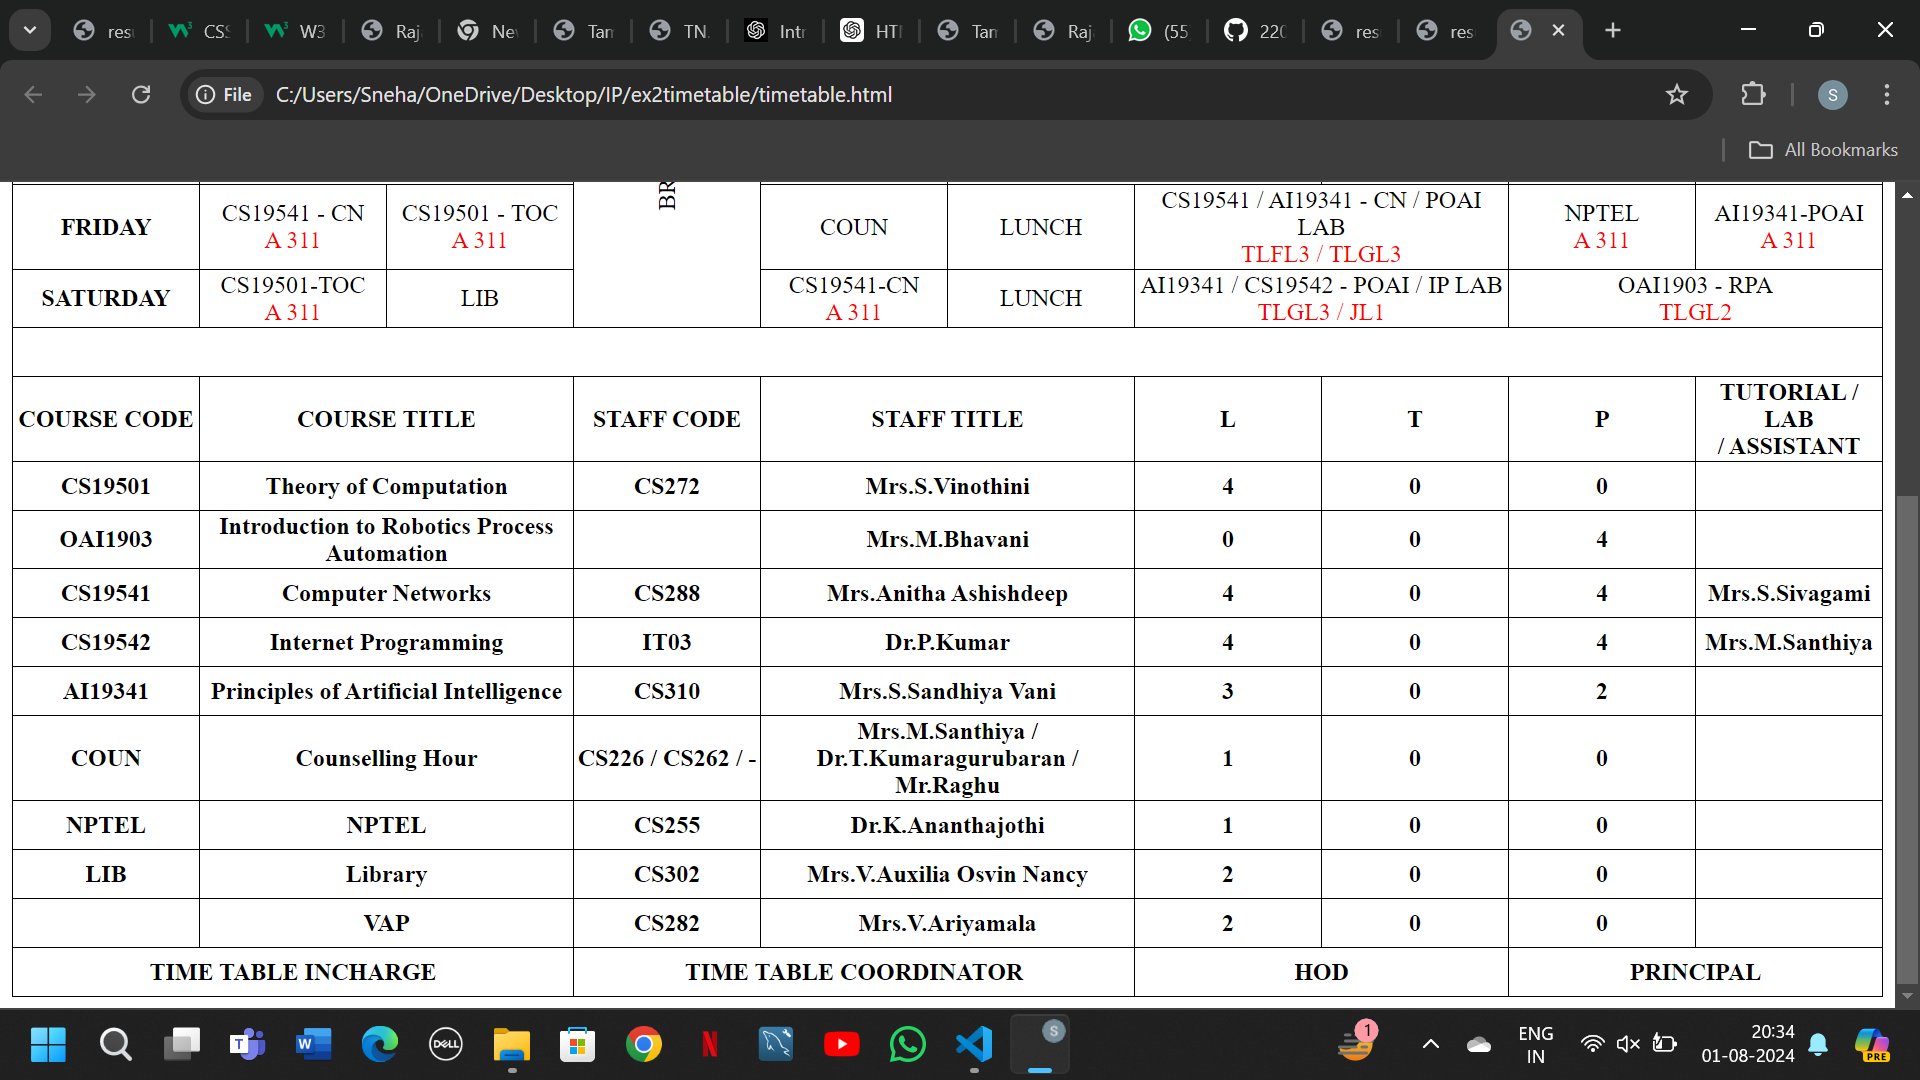 resu
CSS
W3
Raj
Nev
Tam
TN.
Intr
HTM
Tam
Raj
(55
220
res
res
File
C:/Users/Sneha/OneDrive/Desktop/IP/ex2timetable/timetable.html
S
All Bookmarks
BR
FRIDAY
CS19541 - CN
A 311
CS19501 - TOC
A 311
COUN
LUNCH
CS19541 / AI19341 - CN / POAI
LAB
TLFL3 / TLGL3
NPTEL
A 311
AI19341-POAI
A 311
SATURDAY
CS19501-TOC
A 311
LIB
CS19541-CN
A 311
LUNCH
AI19341 / CS19542 - POAI / IP LAB
TLGL3 / JL1
OAI1903 - RPA
TLGL2
COURSE CODE
COURSE TITLE
STAFF CODE
STAFF TITLE
L
T
P
TUTORIAL /
LAB
/ ASSISTANT
CS19501
Theory of Computation
CS272
Mrs.S.Vinothini
4
0
0
OAI1903
Introduction to Robotics Process
Automation
Mrs.M.Bhavani
0
0
4
CS19541
Computer Networks
CS288
Mrs.Anitha Ashishdeep
4
0
4
Mrs.S.Sivagami
CS19542
Internet Programming
IT03
Dr.P.Kumar
4
0
4
Mrs.M.Santhiya
AI19341
Principles of Artificial Intelligence
CS310
Mrs.S.Sandhiya Vani
3
0
2
COUN
Counselling Hour
CS226 / CS262 / -
Mrs.M.Santhiya /
Dr.T.Kumaragurubaran /
Mr.Raghu
1
0
0
NPTEL
NPTEL
CS255
Dr.K.Ananthajothi
1
0
0
LIB
Library
CS302
Mrs.V.Auxilia Osvin Nancy
2
0
0
VAP
CS282
Mrs.V.Ariyamala
2
0
0
TIME TABLE INCHARGE
TIME TABLE COORDINATOR
HOD
PRINCIPAL
DELL
1
ENG
IN
20:34
01-08-2024
PRE
S